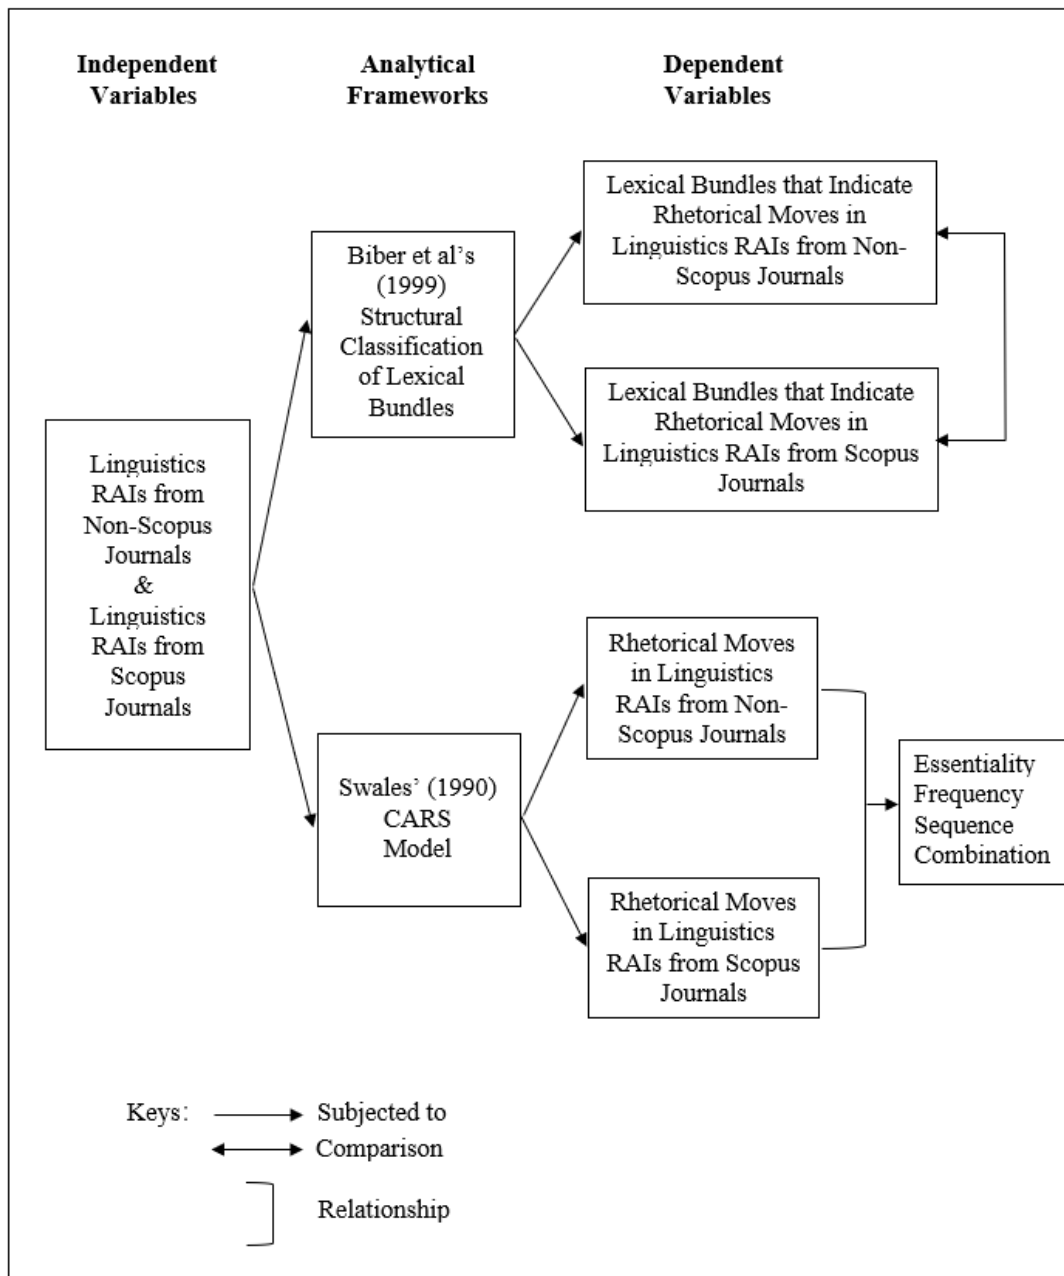 Independent
Variables
Analytical
Frameworks
Dependent
Variables
Linguistics
RAIs from
Non-Scopus
Journals
&
Linguistics
RAIs from
Scopus
Journals
Biber et al’s
(1999)
Structural
Classification
of Lexical
Bundles
Swales’ (1990)
CARS
Model
Lexical Bundles that Indicate
Rhetorical Moves in
Linguistics RAIs from Non-
Scopus Journals
Lexical Bundles that Indicate
Rhetorical Moves in
Linguistics RAIs from Scopus
Journals
Rhetorical Moves
in Linguistics
RAIs from Non-
Scopus Journals
Rhetorical Moves
in Linguistics
RAIs from Scopus
Journals
Essentiality
Frequency
Sequence
Combination
Keys: Subjected to
Comparison
Relationship